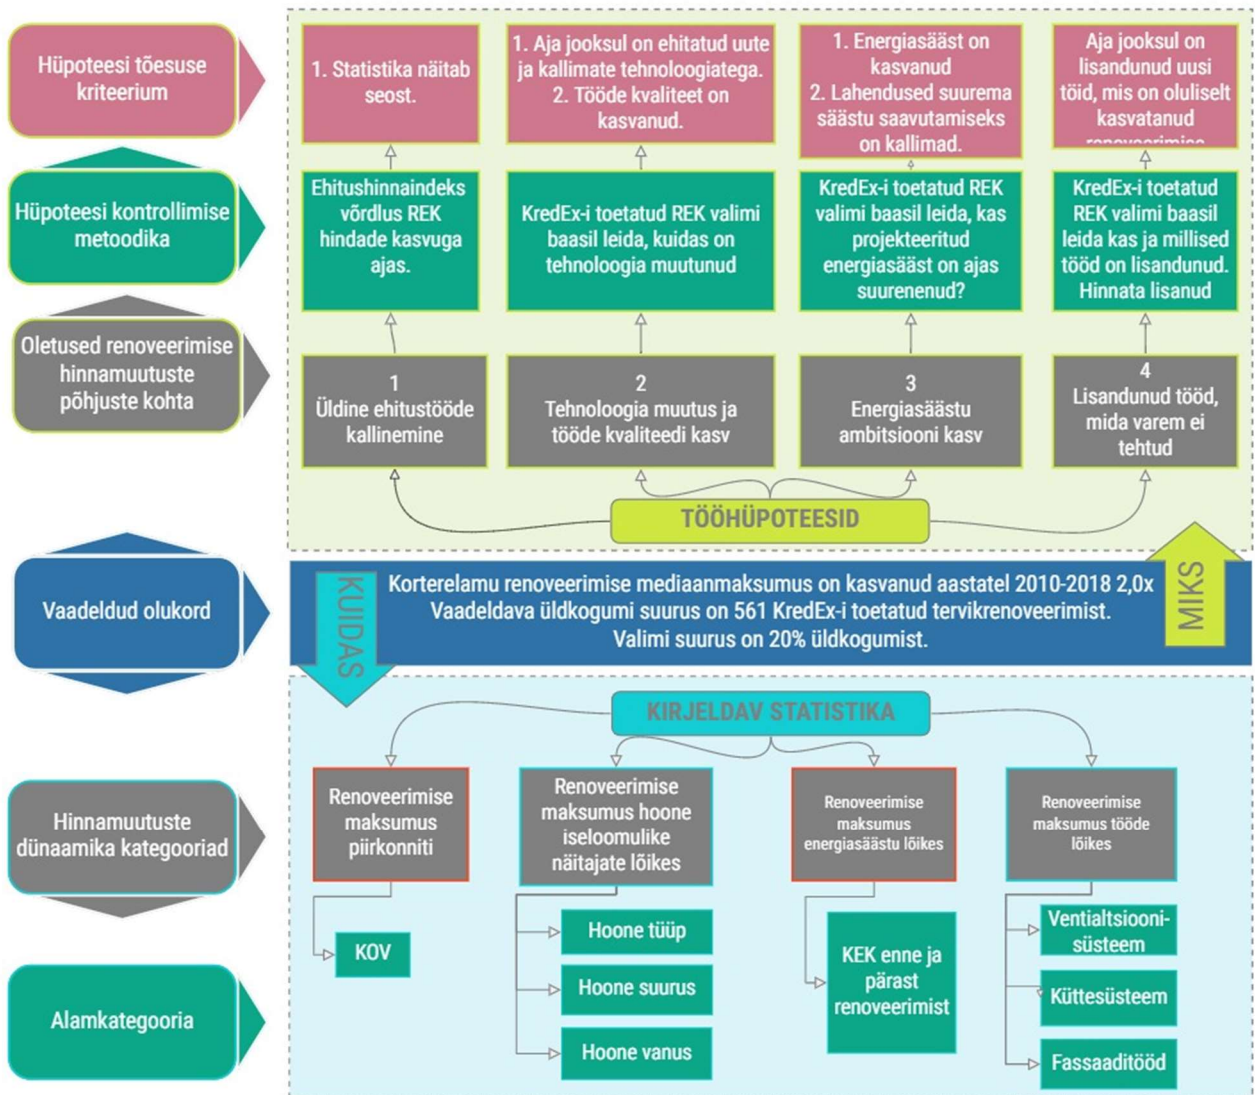 Hüpoteesi tõesuse
kriteerium
1. Statistika näitab
seost.
1. Aja jooksul on ehitatud uute
ja kallimate tehnoloogiatega.
2. Tööde kvaliteet on
kasvanud.
1. Energiasääst on
kasvanud
2. Lahendused suurema
säästu saavutamiseks
on kallimad.
Aja jooksul on
lisandunud uusi
töid, mis on oluliselt
kasvatanud
Hüpoteesi kontrollimise
metoodika
Ehitushinnaindeks
võrdlus REK
hindade kasvuga
ajas.
KredEx-i toetatud REK valimi
baasil leida, kuidas on
tehnoloogia muutunud
KredEx-i toetatud REK
valimi baasil leida, kas
projekteeritud
energiasääst on ajas
suurenenud?
KredEx-i toetatud
REK valimi baasil
leida kas ja millised
tööd on lisandunud.
Hinnata lisanud
Oletused renoveerimise
hinnamuutuste
põhjuste kohta
1
Üldine ehitustööde
kallinemine
2
Tehnoloogia muutus ja
tööde kvaliteedi kasv
3
Energiasäästu
ambitsiooni kasv
4
Lisandunud tööd,
mida varem ei
tehtud
TÖÖHÜPOTEESID
Vaadeldud olukord
KUIDAS
Korterelamu renoveerimise mediaanmaksumus on kasvanud aastatel 2010-2018 2,0x
Vaadeldava üldkogumi suurus on 561 KredEx-i toetatud tervikrenoveerimist.
Valimi suurus on 20% üldkogumist.
MIKS
KIRJELDAV STATISTIKA
Hinnamuutuste
dünaamika kategooriad
Renoveerimise
maksumus
piirkonniti
Renoveerimise
maksumus hoone
iseloomulike
näitajate lõikes
Renoveerimise
maksumus
energiasäästu lõikes
Renoveerimise
maksumus tööde
lõikes
Alamkategooria
KOV
Hoone tüüp
Hoone suurus
Hoone vanus
KEK enne ja
pärast
renoveerimist
Ventialtsiooni-
süsteem
Küttesüsteem
Fassaaditööd